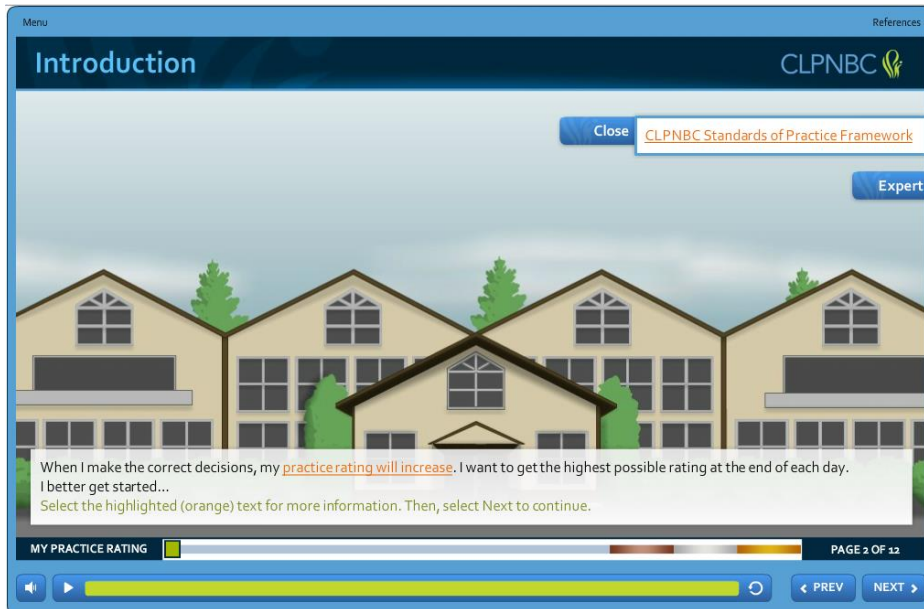 Menu
References
Introduction
CLPNBC
Close
CLPNBC Standards of Practice Framework
Expert
When I make the correct decisions, my practice rating will increase. I want to get the highest possible rating at the end of each day.
I better get started...
Select the highlighted (orange) text for more information. Then, select Next to continue.
MY PRACTICE RATING
PAGE 2 OF 12
PREV
NEXT